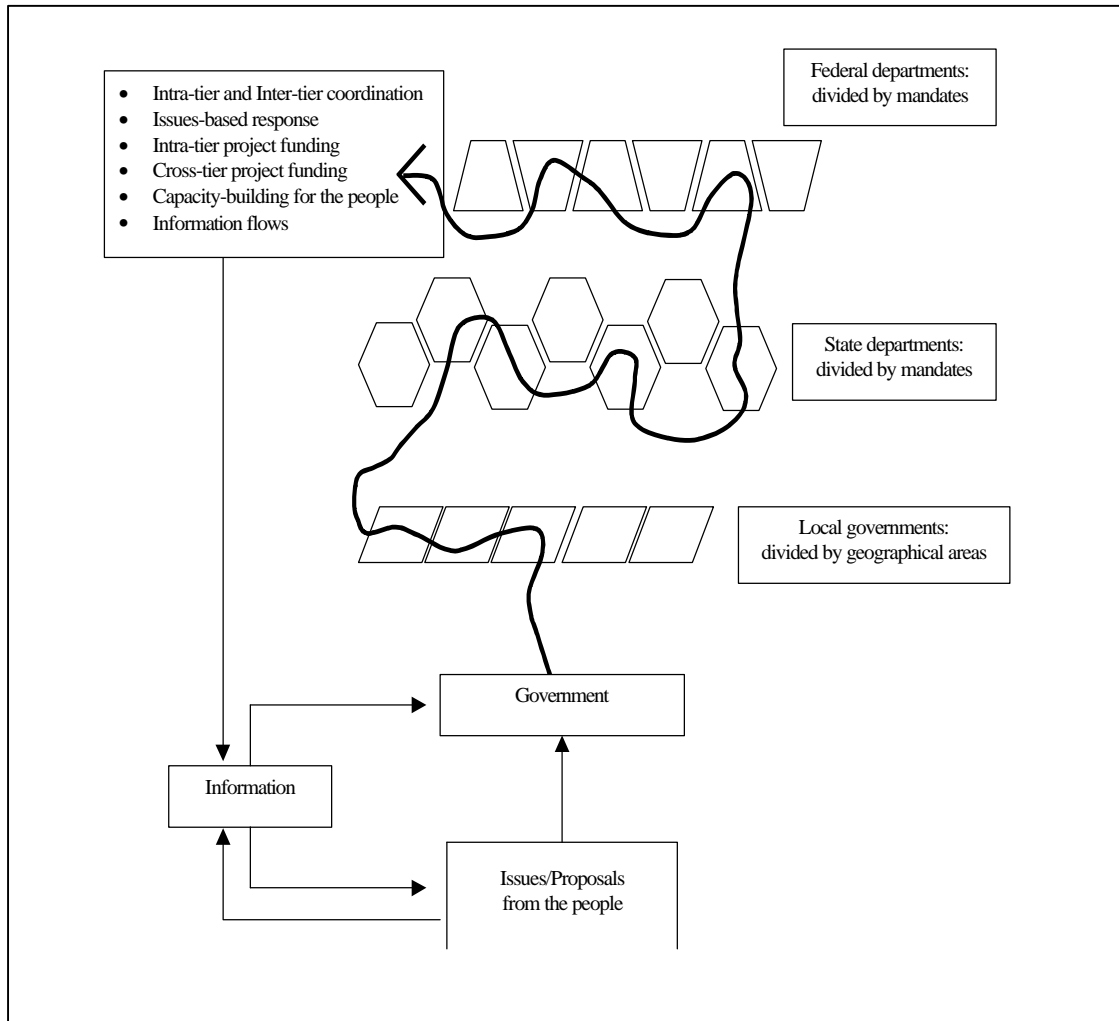 • Intra-tier and Inter-tier coordination
• Issues-based response
• Intra-tier project funding
• Cross-tier project funding
• Capacity-building for the people
• Information flows
Federal departments:
divided by mandates
State departments:
divided by mandates
Local governments:
divided by geographical areas
Government
Information
Issues/Proposals
from the people